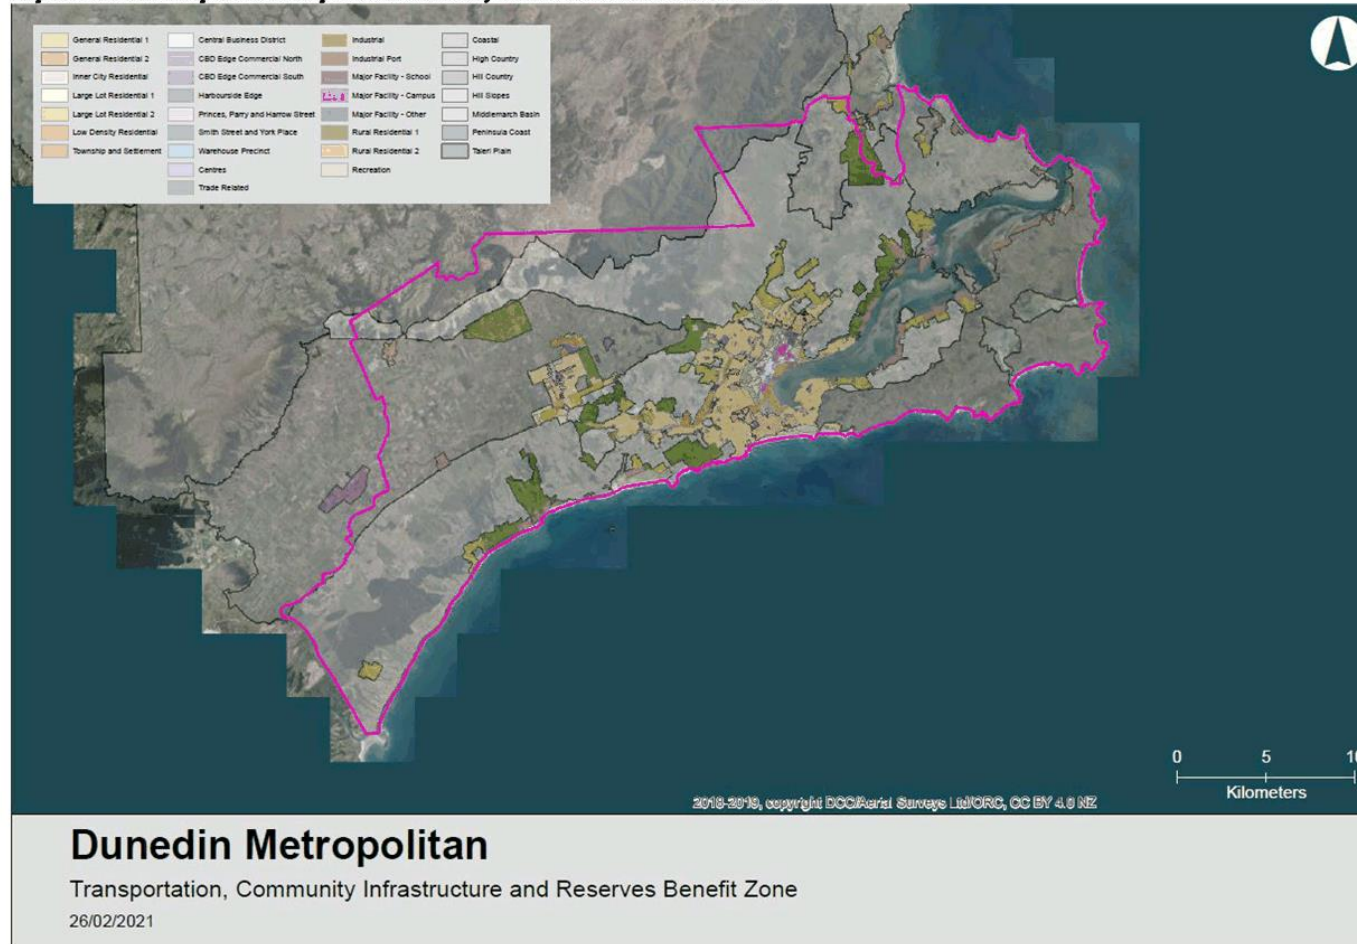 General Residential 1
General Residential 2
Inner City Residential
Large Lot Residential 1
Large Lot Residential 2
Low Density Residential
Township and Settlement
Central Business District
CBD Edge Commercial North
CBD Edge Commercial South
Harbourside Edge
Princes, Parry and Harrow Street
Smith Street and York Place
Warehouse Precinct
Centres
Trade Related
Industrial
Industrial Port
Major Facility - School
Major Facility - Campus
Major Facility - Other
Rural Residential 1
Rural Residential 2
Recreation
Coastal
High Country
Hill Country
Hill Slopes
Middlemarch Basin
Peninsula Coast
Taieri Plain
0 5 10
Kilometers
2018-2019, copyright DCC/Aerial Surveys Ltd/ORC, CC BY 4.0 NZ
Dunedin Metropolitan
Transportation, Community Infrastructure and Reserves Benefit Zone
26/02/2021